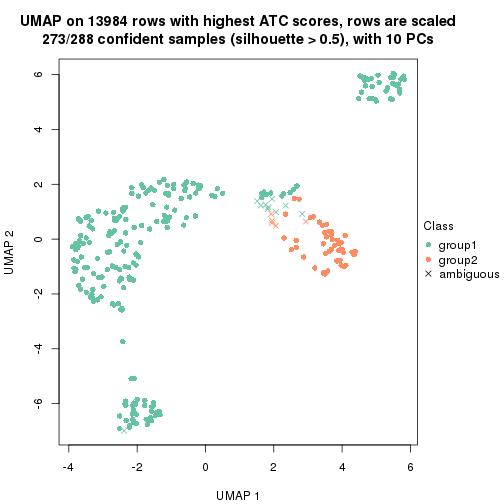 UMAP on 13984 rows with highest ATC scores, rows are scaled
273/288 confident samples (silhouette > 0.5), with 10 PCs
UMAP 2
6
4
2
0
-2
-4
-6
-4
-2
0
2
4
6
UMAP 1
Class
group1
group2
ambiguous